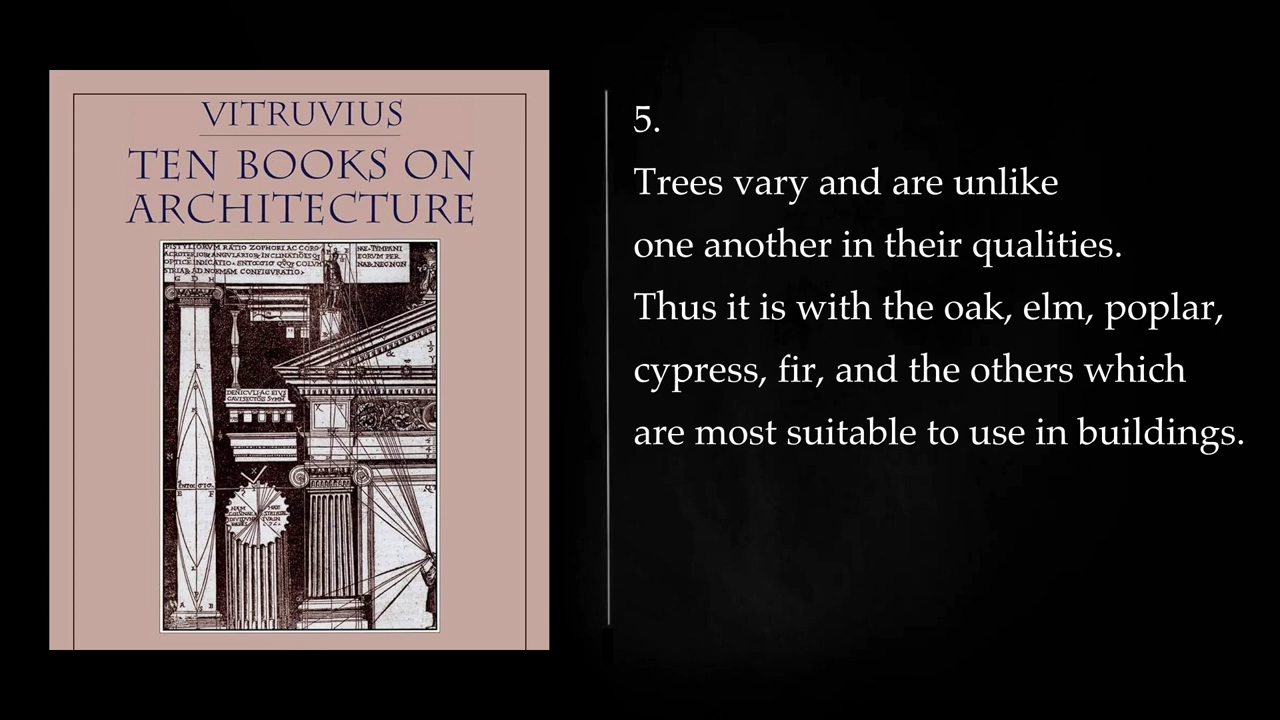 VITRUVIUS
TEN BOOKS ON
ARCHITECTURE
5.
Trees vary and are unlike
one another in their qualities.
Thus it is with the oak, elm, poplar,
cypress, fir, and the others which
are most suitable to use in buildings.